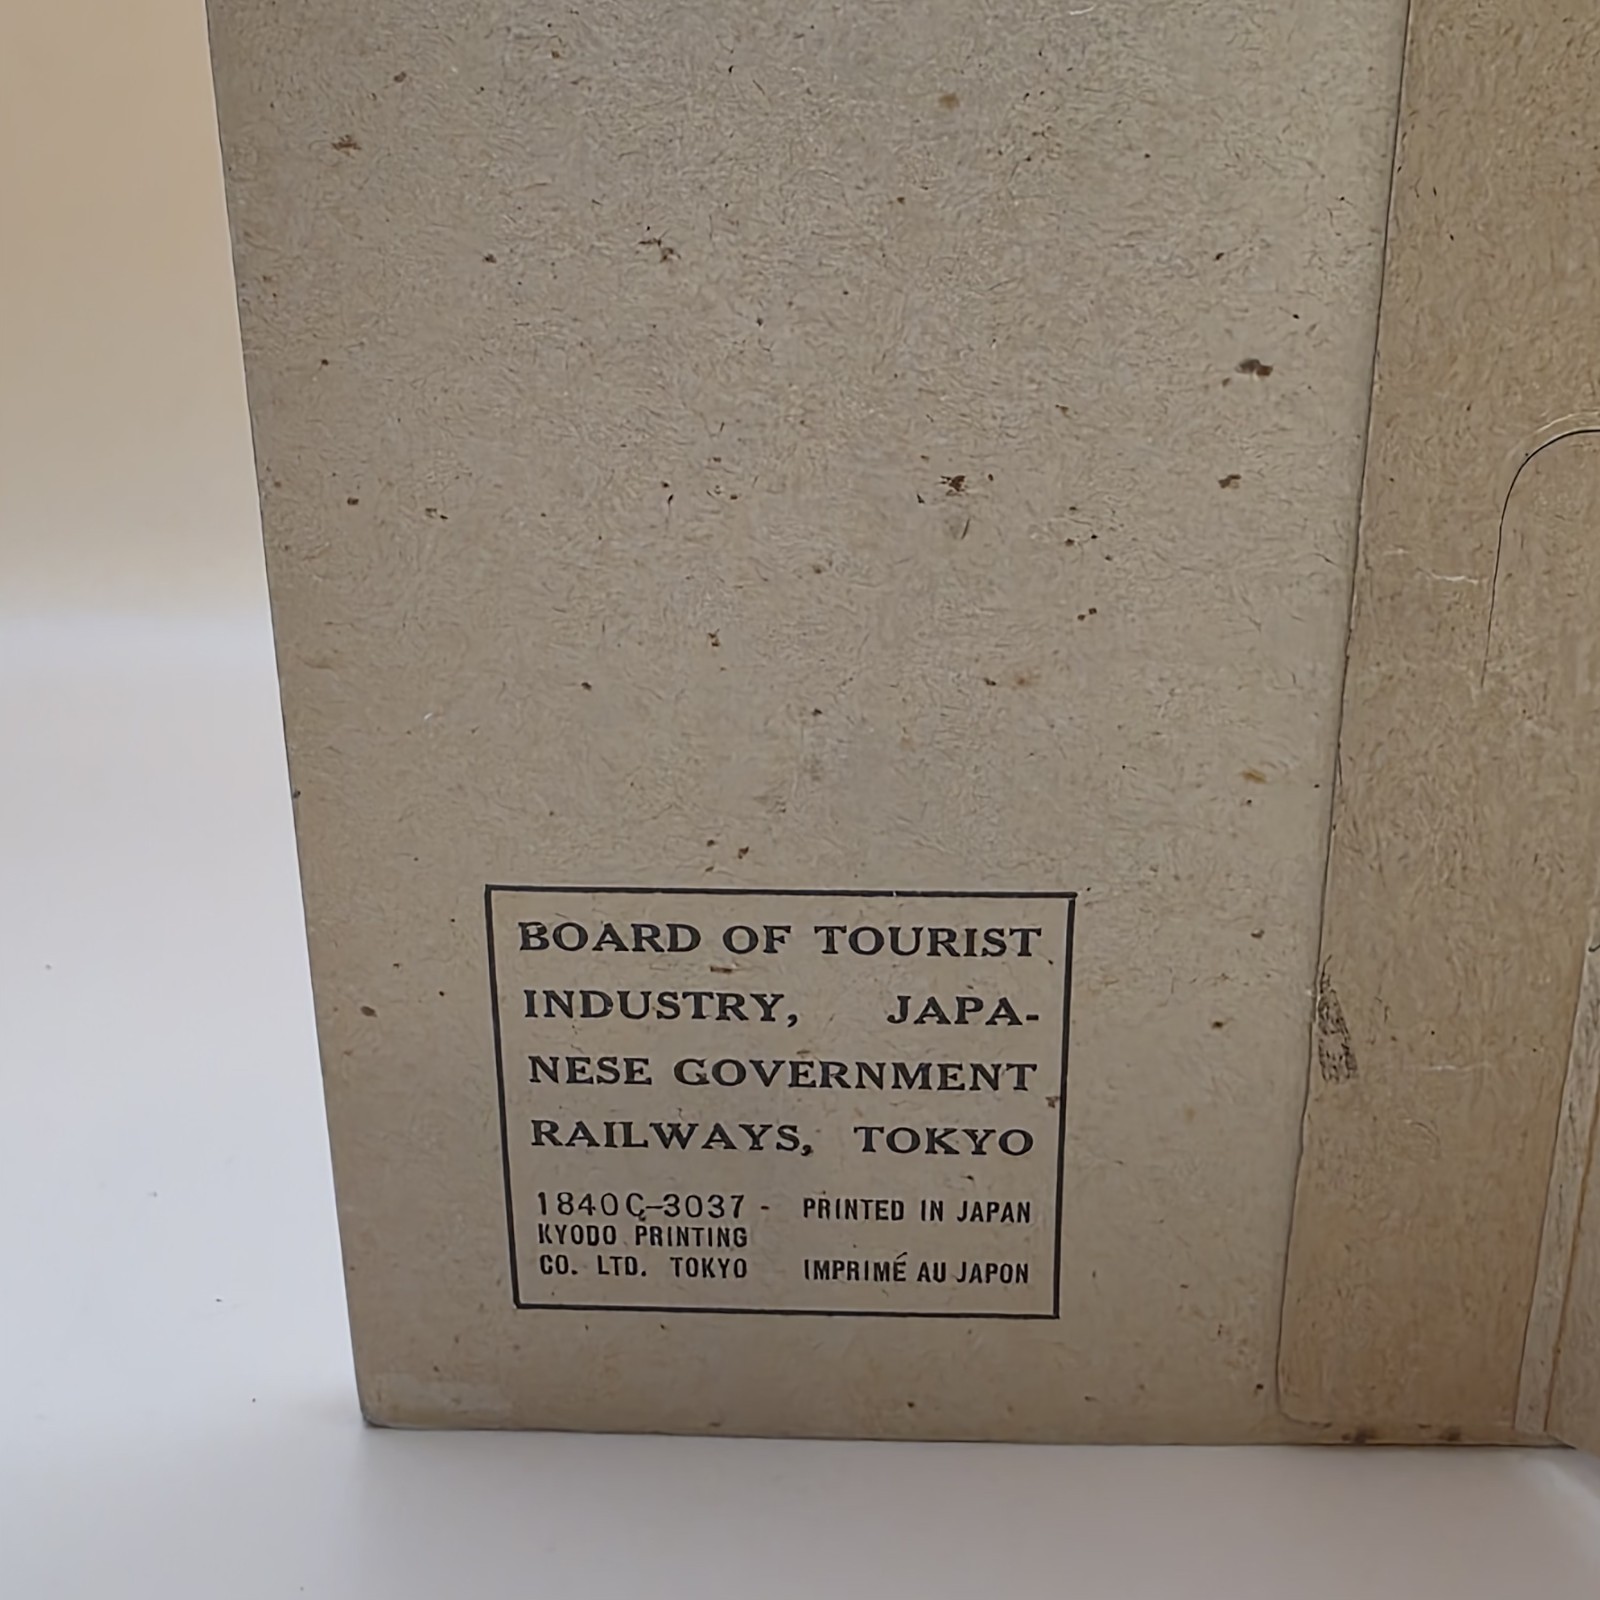 BOARD OF TOURIST
INDUSTRY, JAPA-
NESE GOVERNMENT
RAILWAYS, TOKYO
1840C-3037 - PRINTED IN JAPAN
KYODO PRINTING
CO. LTD. TOKYO IMPRIMÉ AU JAPON